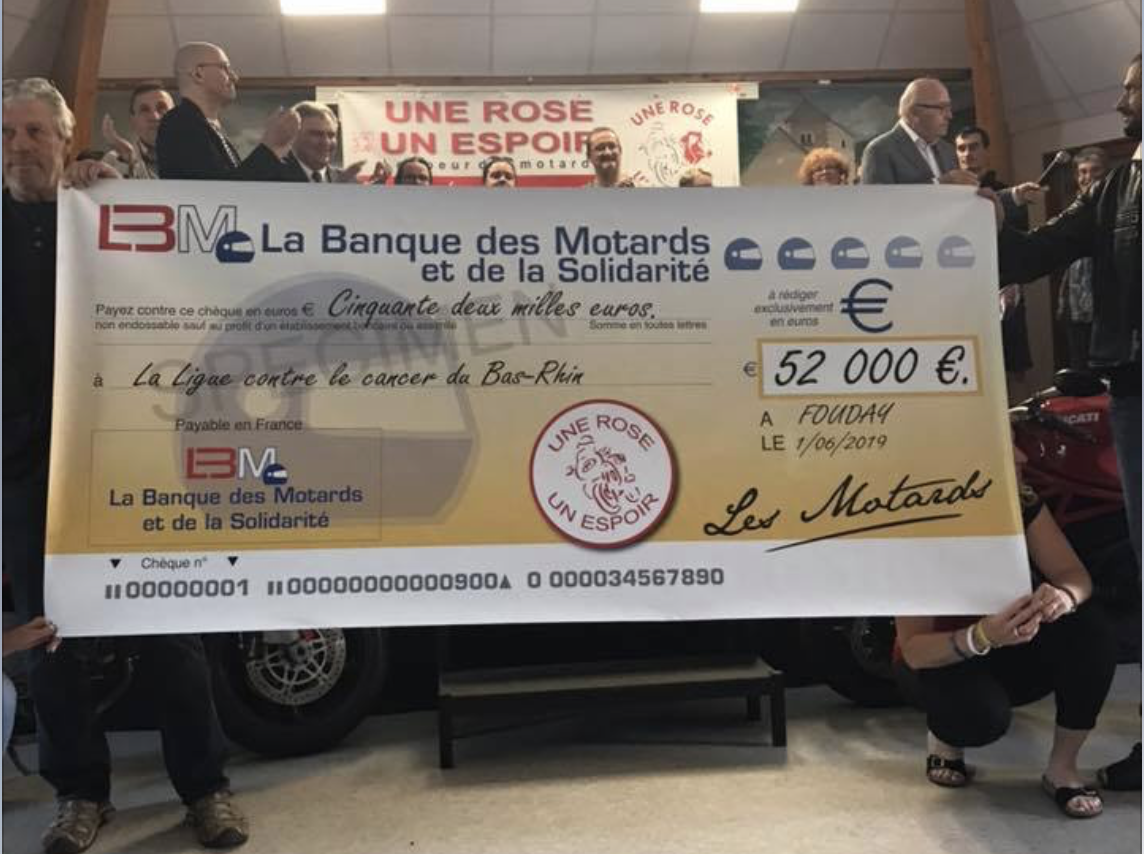 UNE ROSE
UN ESPOIR
motard
UNE ROSE
LBM
La Banque des Motards
et de la Solidarité
Payez contre ce chèque en euros € Cinquante deux milles euros.
non endossable sauf au profit d'un établissement bancaire ou assimilé
Somme en toutes lettres
à rédiger
exclusivement
en euros
€
SPECIMEN
€ 52 000 €.
à La Ligue contre le cancer du Bas-Rhin
A FOUDAY
LE 1/06/2019
Payable en France
LBM
La Banque des Motards
et de la Solidarité
UNE ROSE
UN ESPOIR
Les Motards
Chèque n°
00000001 00000000000900 0 000034567890
DUCATI